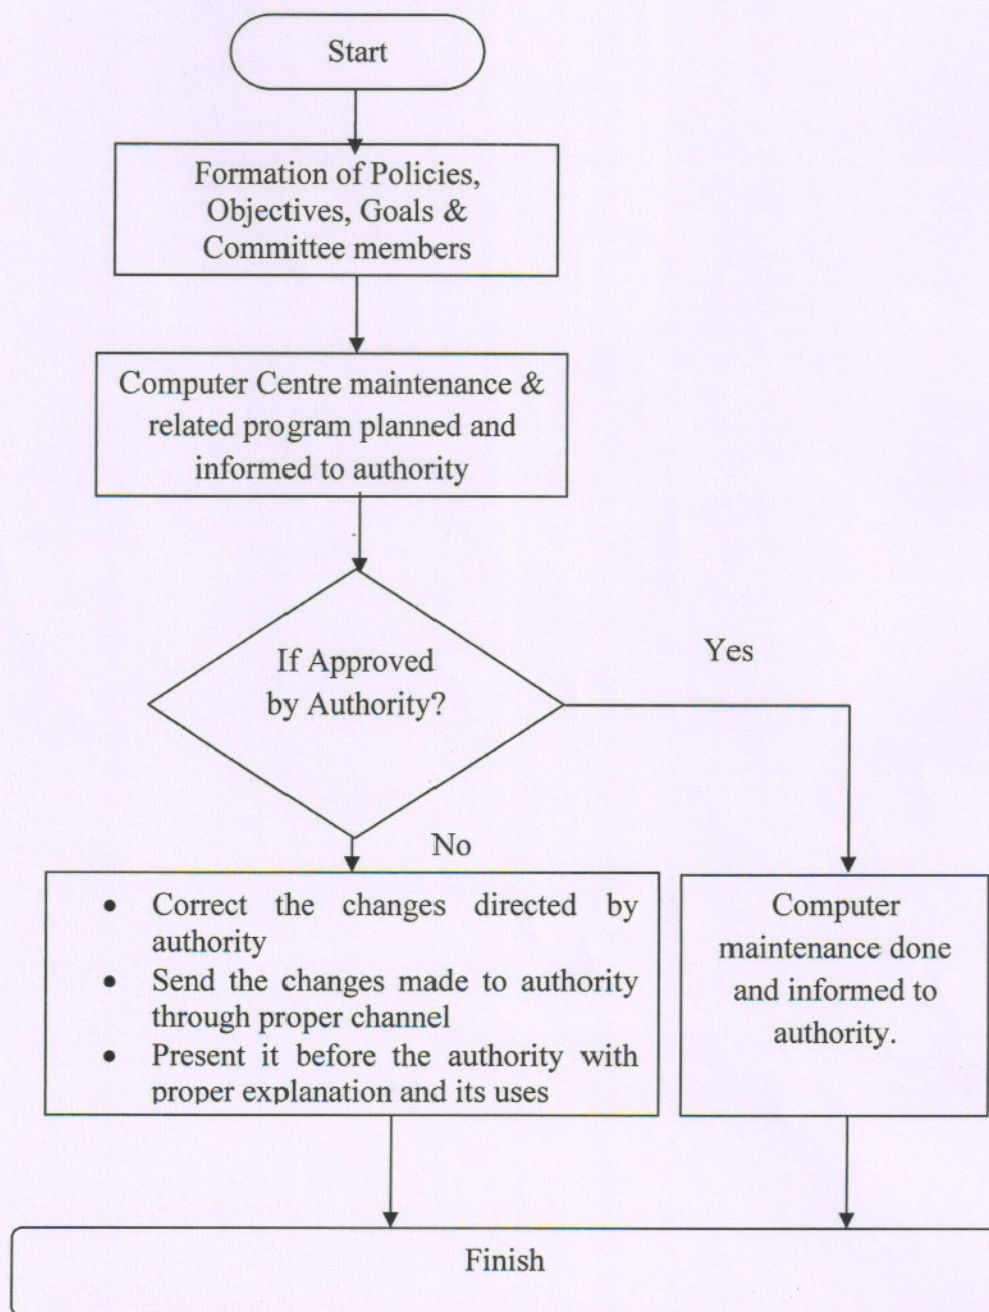 Start
Formation of Policies,
Objectives, Goals &
Committee members
Computer Centre maintenance &
related program planned and
informed to authority
If Approved
by Authority?
Yes
No
• Correct the changes directed by
authority
• Send the changes made to authority
through proper channel
• Present it before the authority with
proper explanation and its uses
Computer
maintenance done
and informed to
authority.
Finish